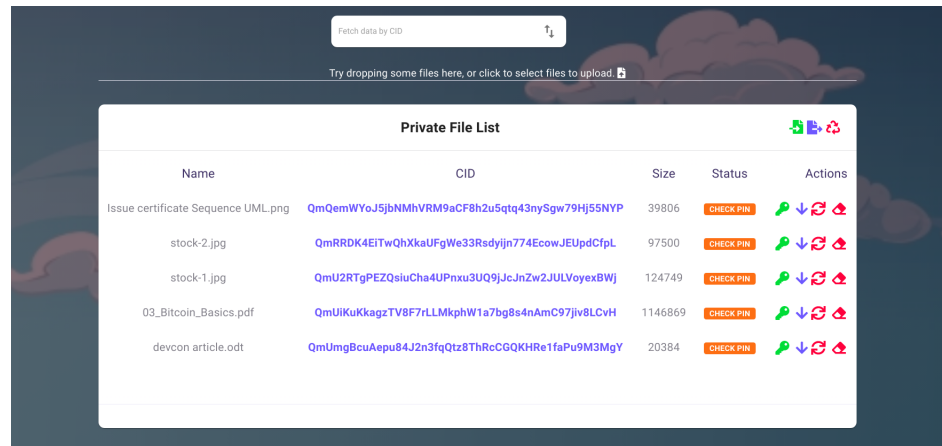 Fetch data by CID
Try dropping some files here, or click to select files to upload.
Private File List
Name CID Size Status Actions
Issue certificate Sequence UML.png QmQemWYoJ5jbNMhVRM9aCF8h2u5qtq43nySgw79Hj55NYP 39806 CHECK PIN
stock-2.jpg QmRRDK4EiTwQhXkaUFgWe33Rsdyijn774EcowJEUpdCfpL 97500 CHECK PIN
stock-1.jpg QmU2RTgPEZQsiuCha4UPnxu3UQ9jJcJnZw2JULVoyexBWj 124749 CHECK PIN
03_Bitcoin_Basics.pdf QmUiKuKkagzTV8F7rLLMkphW1a7bg8s4nAmC97jiv8LCvH 1146869 CHECK PIN
devcon article.odt QmUmgBcuAepu84J2n3fqQtz8ThRcCGQKHRe1faPu9M3MgY 20384 CHECK PIN